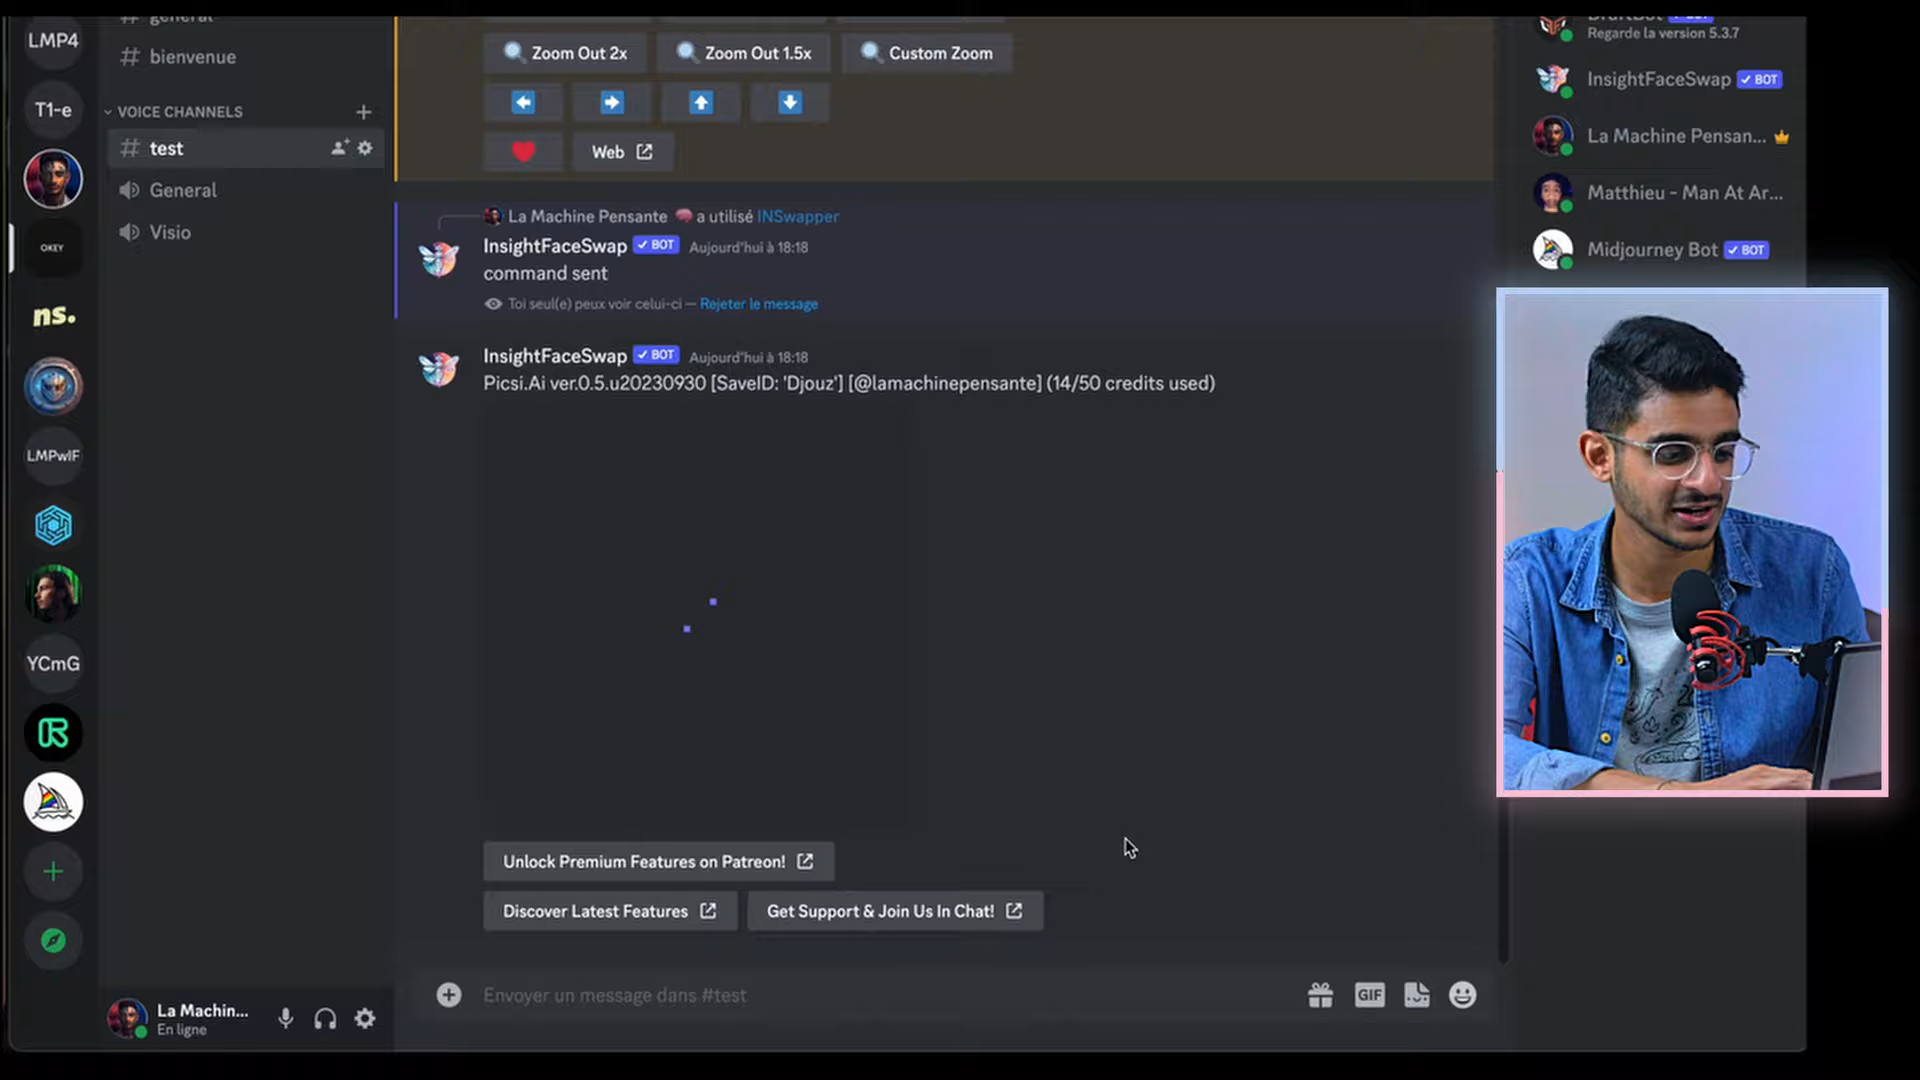 LMP4
T1-e
OKEY
ns.
LMPwIF
YCmG
general
bienvenue
VOICE CHANNELS
test
General
Visio
La Machin...
En ligne
Zoom Out 2x
Zoom Out 1.5x
Custom Zoom
Web
La Machine Pensante 🧠 a utilisé INSwapper
InsightFaceSwap ✓ BOT Aujourd'hui à 18:18
command sent
Toi seul(e) peux voir celui-ci — Rejeter le message
InsightFaceSwap ✓ BOT Aujourd'hui à 18:18
Picsi.Ai ver.0.5.u20230930 [SaveID: 'Djouz'] [@lamachinepensante] (14/50 credits used)
Unlock Premium Features on Patreon!
Discover Latest Features
Get Support & Join Us In Chat!
Envoyer un message dans #test
GIF
DraftBot ✓ BOT
Regarde la version 5.3.7
InsightFaceSwap ✓ BOT
La Machine Pensan...
Matthieu - Man At Ar...
Midjourney Bot ✓ BOT